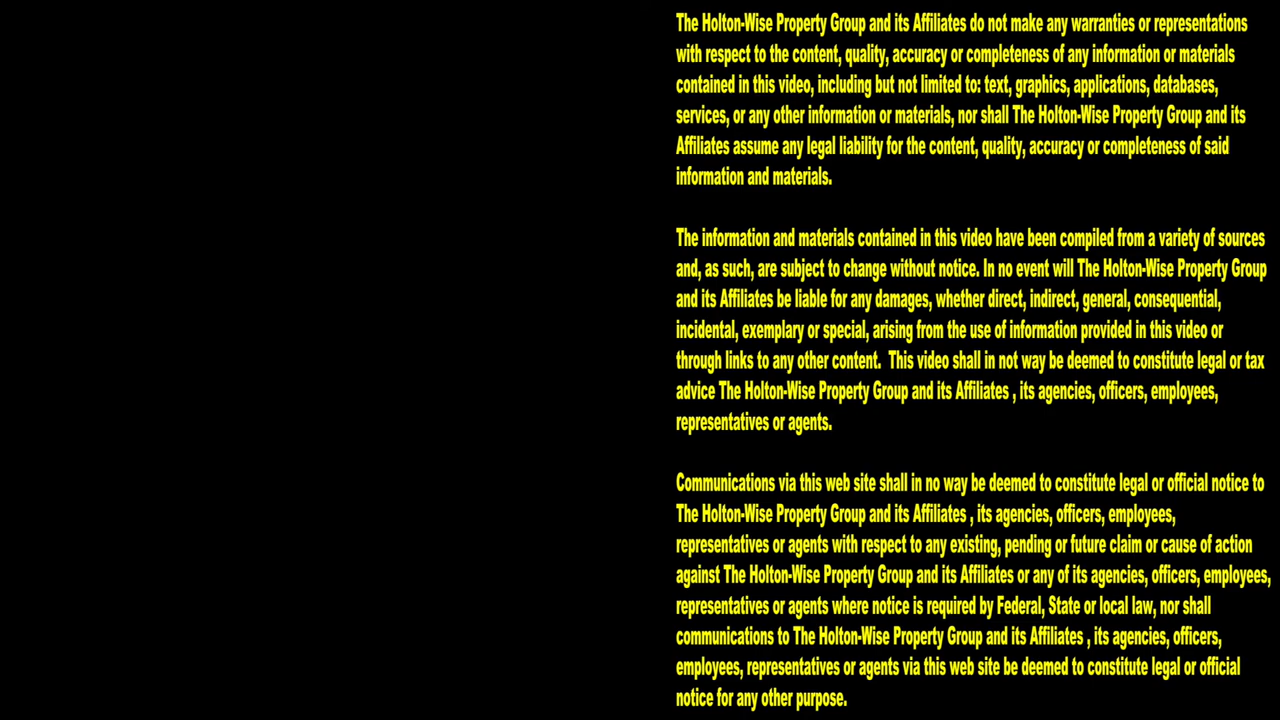 The Holton-Wise Property Group and its Affiliates do not make any warranties or representations
with respect to the content, quality, accuracy or completeness of any information or materials
contained in this video, including but not limited to: text, graphics, applications, databases,
services, or any other information or materials, nor shall The Holton-Wise Property Group and its
Affiliates assume any legal liability for the content, quality, accuracy or completeness of said
information and materials.
The information and materials contained in this video have been compiled from a variety of sources
and, as such, are subject to change without notice. In no event will The Holton-Wise Property Group
and its Affiliates be liable for any damages, whether direct, indirect, general, consequential,
incidental, exemplary or special, arising from the use of information provided in this video or
through links to any other content.  This video shall in not way be deemed to constitute legal or tax
advice The Holton-Wise Property Group and its Affiliates , its agencies, officers, employees,
representatives or agents.
Communications via this web site shall in no way be deemed to constitute legal or official notice to
The Holton-Wise Property Group and its Affiliates , its agencies, officers, employees,
representatives or agents with respect to any existing, pending or future claim or cause of action
against The Holton-Wise Property Group and its Affiliates or any of its agencies, officers, employees,
representatives or agents where notice is required by Federal, State or local law, nor shall
communications to The Holton-Wise Property Group and its Affiliates , its agencies, officers,
employees, representatives or agents via this web site be deemed to constitute legal or official
notice for any other purpose.